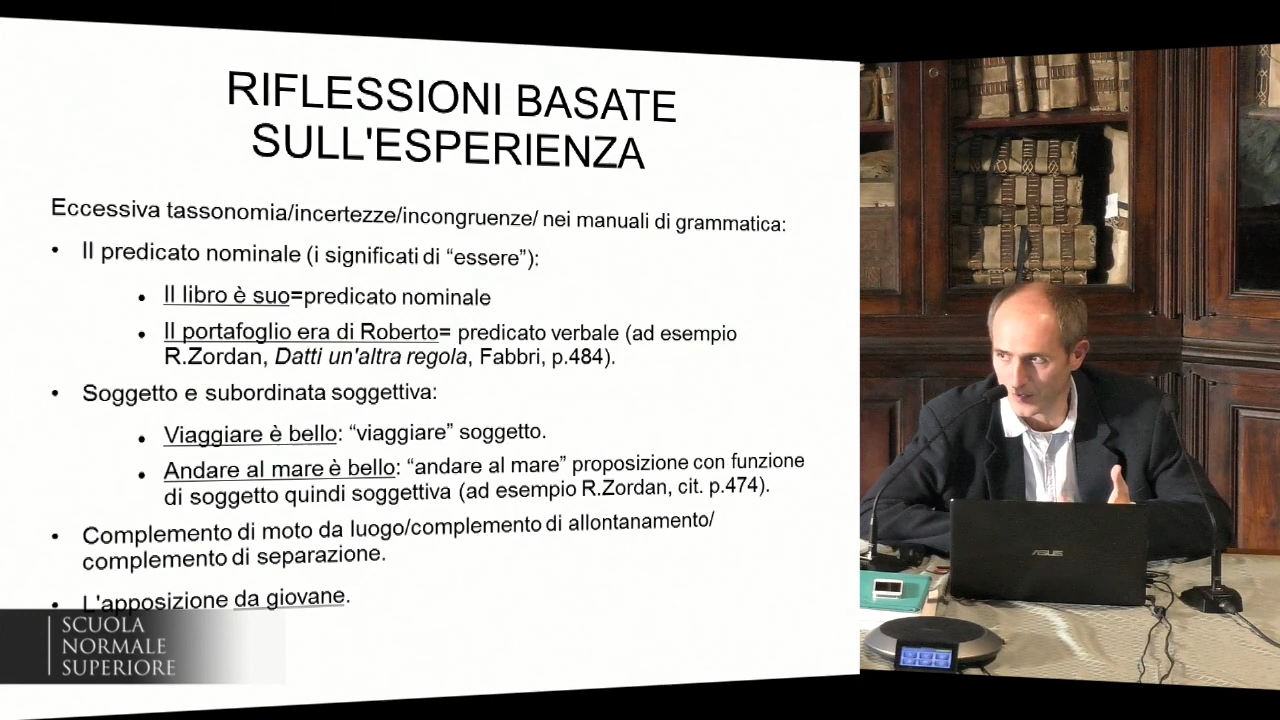 RIFLESSIONI BASATE
SULL'ESPERIENZA
Eccessiva tassonomia/incertezze/incongruenze/ nei manuali di grammatica:
• Il predicato nominale (i significati di “essere”):
• Il libro è suo=predicato nominale
• Il portafoglio era di Roberto= predicato verbale (ad esempio
R.Zordan, Datti un'altra regola, Fabbri, p.484).
• Soggetto e subordinata soggettiva:
• Viaggiare è bello: “viaggiare” soggetto.
• Andare al mare è bello: “andare al mare” proposizione con funzione
di soggetto quindi soggettiva (ad esempio R.Zordan, cit. p.474).
• Complemento di moto da luogo/complemento di allontanamento/
complemento di separazione.
• L'apposizione da giovane.
SCUOLA
NORMALE
SUPERIORE
ASUS